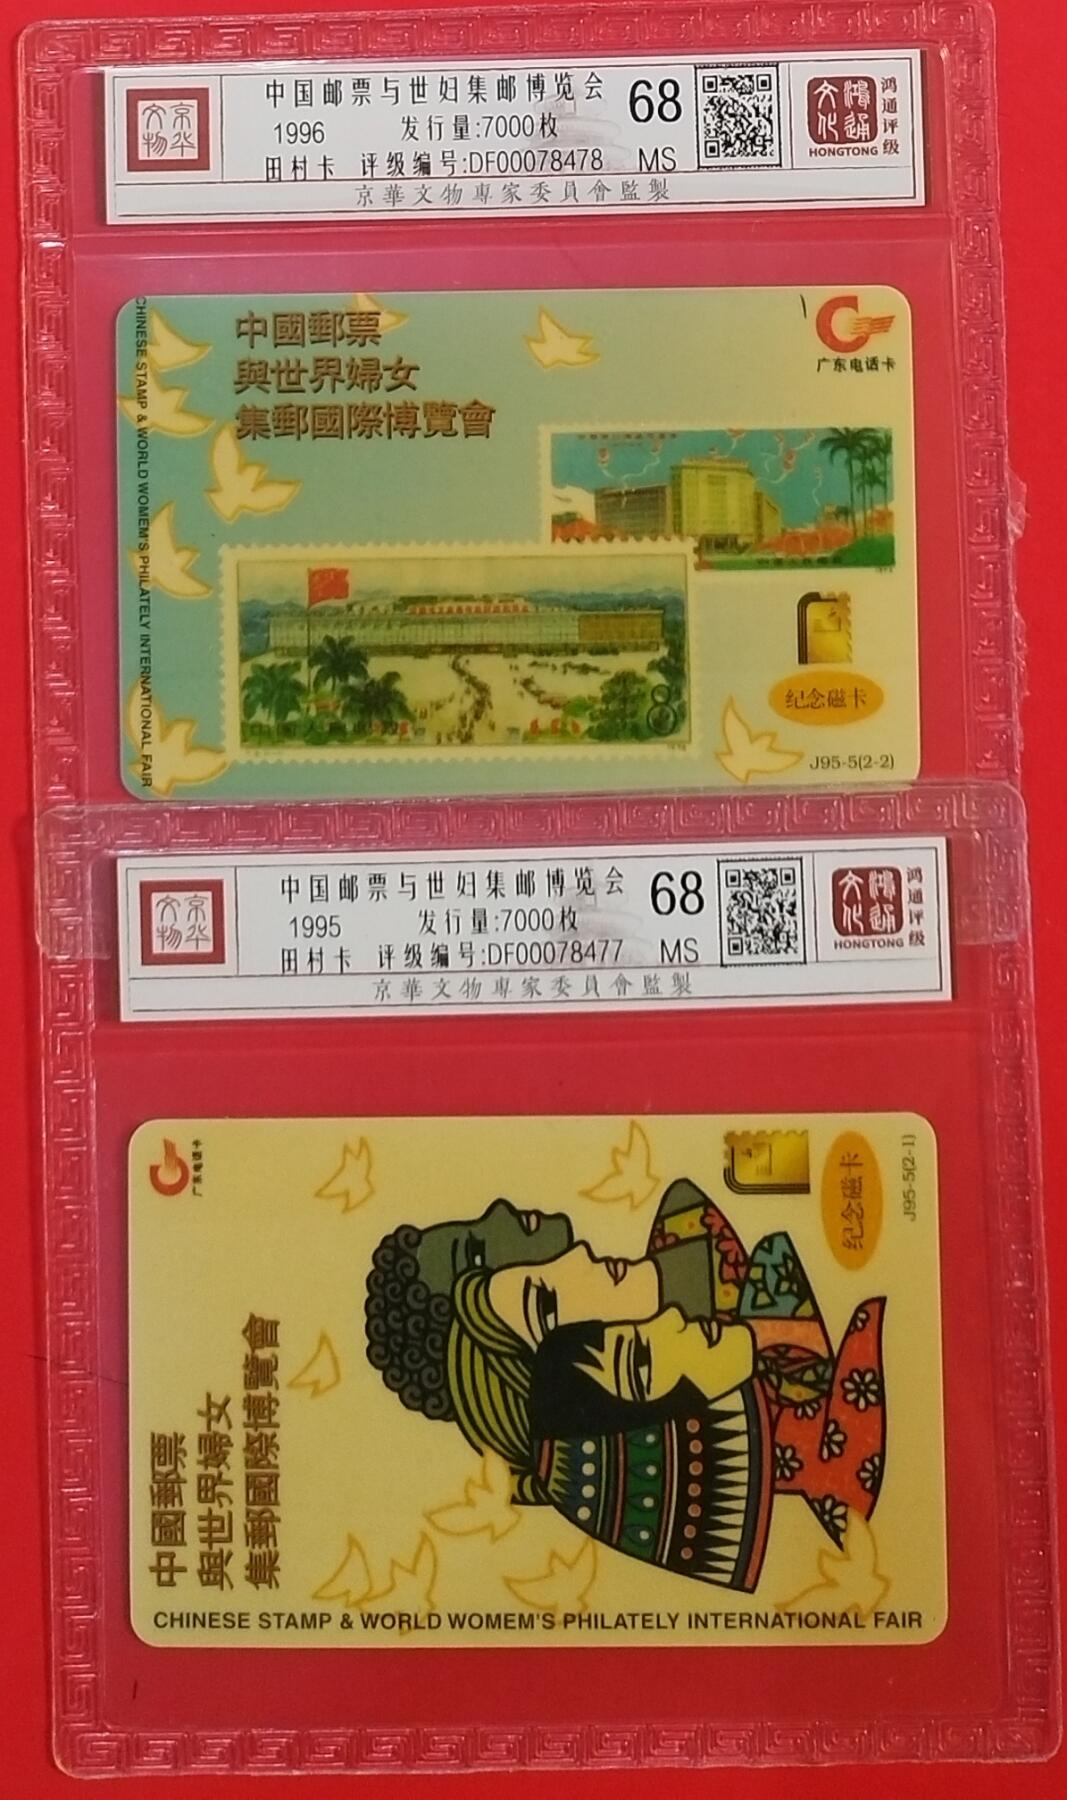 京华
文物
中国邮票与世妇集邮博览会
1996 发行量:7000枚
田村卡 评级编号:DF00078478
68
MS
鸿通
文化
HONGTONG
鸿通评级
京華文物專家委員會監製
CHINESE STAMP & WORLD WOMEM'S PHILATELY INTERNATIONAL FAIR
中國郵票
與世界婦女
集郵國際博覽會
广东电话卡
8
纪念磁卡
J95-5(2-2)
京华
文物
中国邮票与世妇集邮博览会
1995 发行量:7000枚
田村卡 评级编号:DF00078477
68
MS
鸿通
文化
HONGTONG
鸿通评级
京華文物專家委員會監製
广东电话卡
中國郵票
與世界婦女
集郵國際博覽會
纪念磁卡
J95-5(2-1)
CHINESE STAMP & WORLD WOMEM'S PHILATELY INTERNATIONAL FAIR